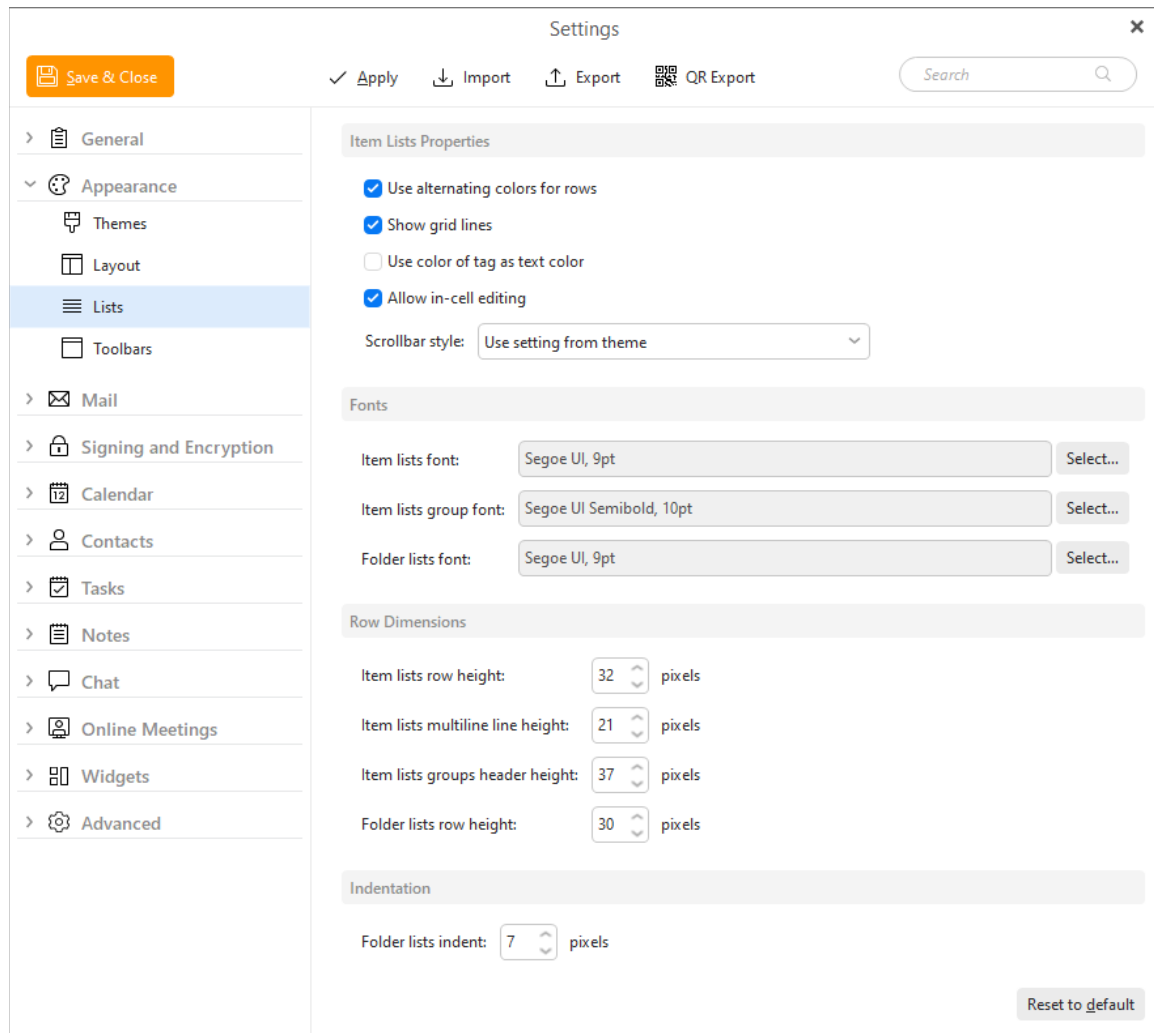 Settings
Save & Close
Apply
Import
Export
QR Export
Search
General
Appearance
Themes
Layout
Lists
Toolbars
Mail
Signing and Encryption
12
Calendar
Contacts
Tasks
Notes
Chat
Online Meetings
Widgets
Advanced
Item Lists Properties
Use alternating colors for rows
Show grid lines
Use color of tag as text color
Allow in-cell editing
Scrollbar style: Use setting from theme
Fonts
Item lists font: Segoe UI, 9pt Select...
Item lists group font: Segoe UI Semibold, 10pt Select...
Folder lists font: Segoe UI, 9pt Select...
Row Dimensions
Item lists row height: 32 pixels
Item lists multiline line height: 21 pixels
Item lists groups header height: 37 pixels
Folder lists row height: 30 pixels
Indentation
Folder lists indent: 7 pixels
Reset to default